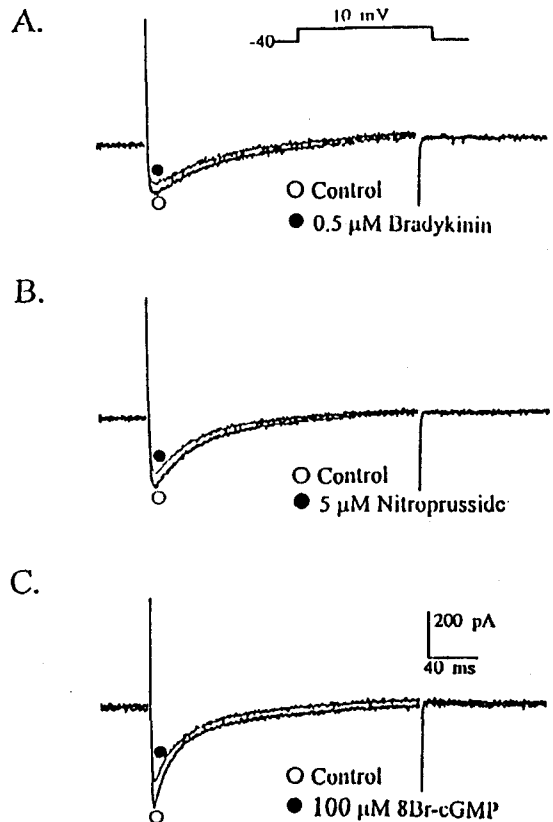 A.
10 mV
-40
Control
0.5 μM Bradykinin
B.
Control
5 μM Nitroprusside
C.
200 pA
40 ms
Control
100 μM 8Br-cGMP